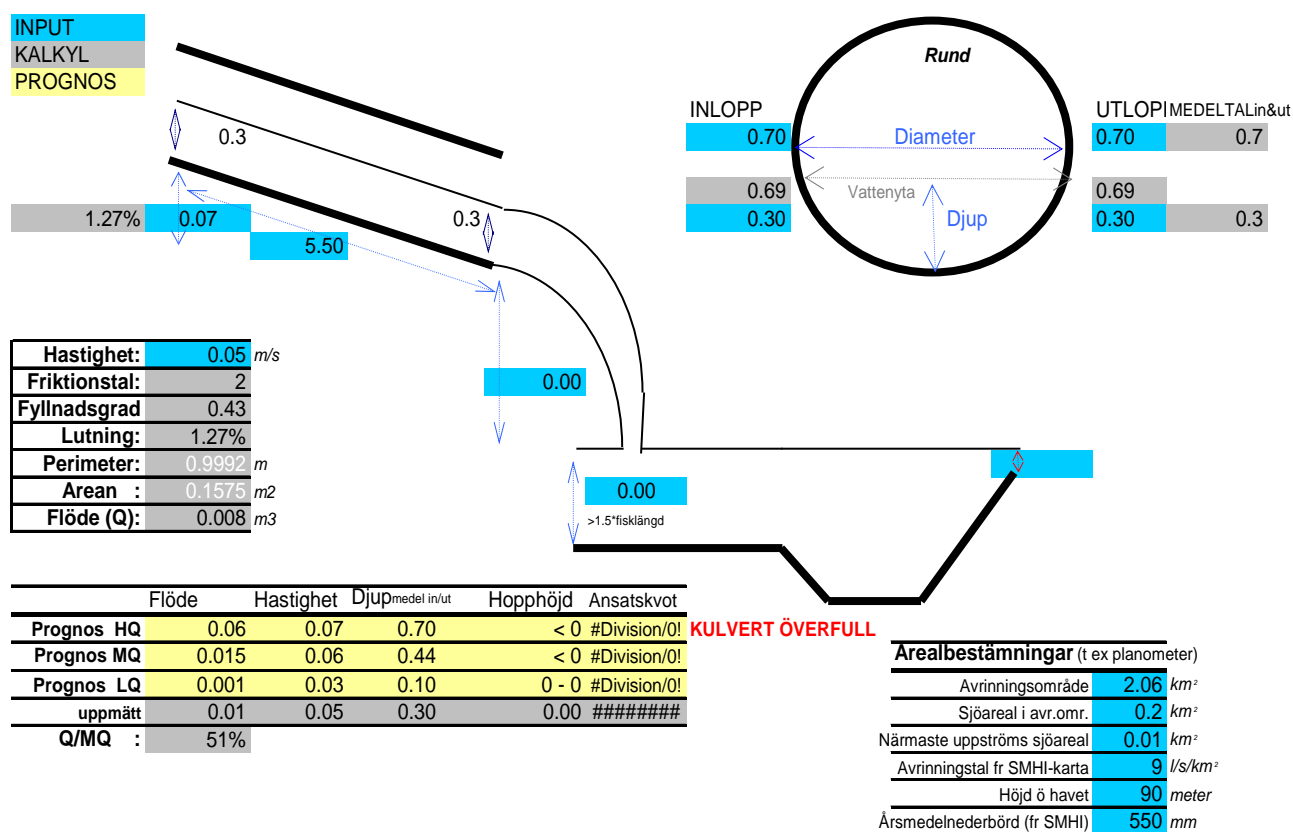 INPUT
KALKYL
PROGNOS
Rund
INLOPP
UTLOPI MEDELTALin&ut
0.3
0.70 Diameter 0.70 0.7
0.69 Vattenyta 0.69
1.27% 0.07 0.3 0.30 Djup 0.30 0.3
5.50
Hastighet: 0.05 m/s
Friktionstal: 2
0.00
Fyllnadsgrad 0.43
Lutning: 1.27%
Perimeter: 0.9992 m
Arean : 0.1575 m2
0.00
Flöde (Q): 0.008 m3
>1.5*fisklängd
Flöde Hastighet Djupmedel in/ut Hopphöjd Ansatskvot
Prognos HQ 0.06 0.07 0.70 < 0 #Division/0! KULVERT ÖVERFULL
Prognos MQ 0.015 0.06 0.44 < 0 #Division/0!
Prognos LQ 0.001 0.03 0.10 0 - 0 #Division/0!
uppmätt 0.01 0.05 0.30 0.00 ########
Q/MQ : 51%
Arealbestämningar (t ex planometer)
Avrinningsområde 2.06 km²
Sjöareal i avr.omr. 0.2 km²
Närmaste uppströms sjöareal 0.01 km²
Avrinningstal fr SMHI-karta 9 l/s/km²
Höjd ö havet 90 meter
Årsmedelnederbörd (fr SMHI) 550 mm